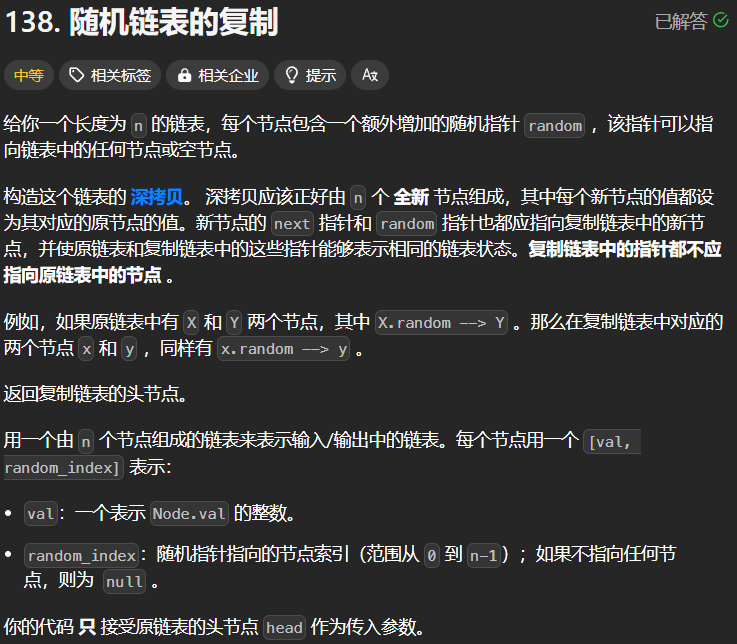 138. 随机链表的复制
已解答
中等 相关标签 相关企业 提示 Aズ
给你一个长度为 n 的链表，每个节点包含一个额外增加的随机指针 random ，该指针可以指
向链表中的任何节点或空节点。
构造这个链表的 深拷贝。 深拷贝应该正好由 n 个 全新 节点组成，其中每个新节点的值都设
为其对应的原节点的值。新节点的 next 指针和 random 指针也都应指向复制链表中的新节
点，并使原链表和复制链表中的这些指针能够表示相同的链表状态。复制链表中的指针都不应
指向原链表中的节点 。
例如，如果原链表中有 X 和 Y 两个节点，其中 X.random --> Y 。那么在复制链表中对应的
两个节点 x 和 y ，同样有 x.random --> y 。
返回复制链表的头节点。
用一个由 n 个节点组成的链表来表示输入/输出中的链表。每个节点用一个 [val,
random_index] 表示：
• val：一个表示 Node.val 的整数。
• random_index：随机指针指向的节点索引（范围从 0 到 n-1）；如果不指向任何节
点，则为 null 。
你的代码 只 接受原链表的头节点 head 作为传入参数。